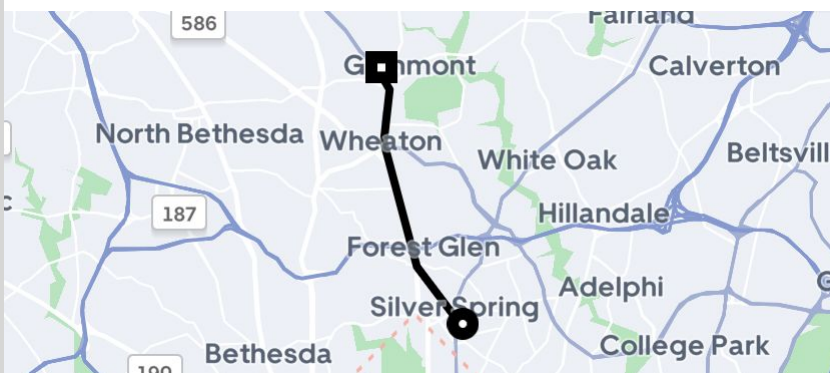 Fairland
586
Glenmont
Calverton
North Bethesda
Wheaton
White Oak
187
Hillandale
Forest Glen
Adelphi
Silver Spring
College Park
Bethesda